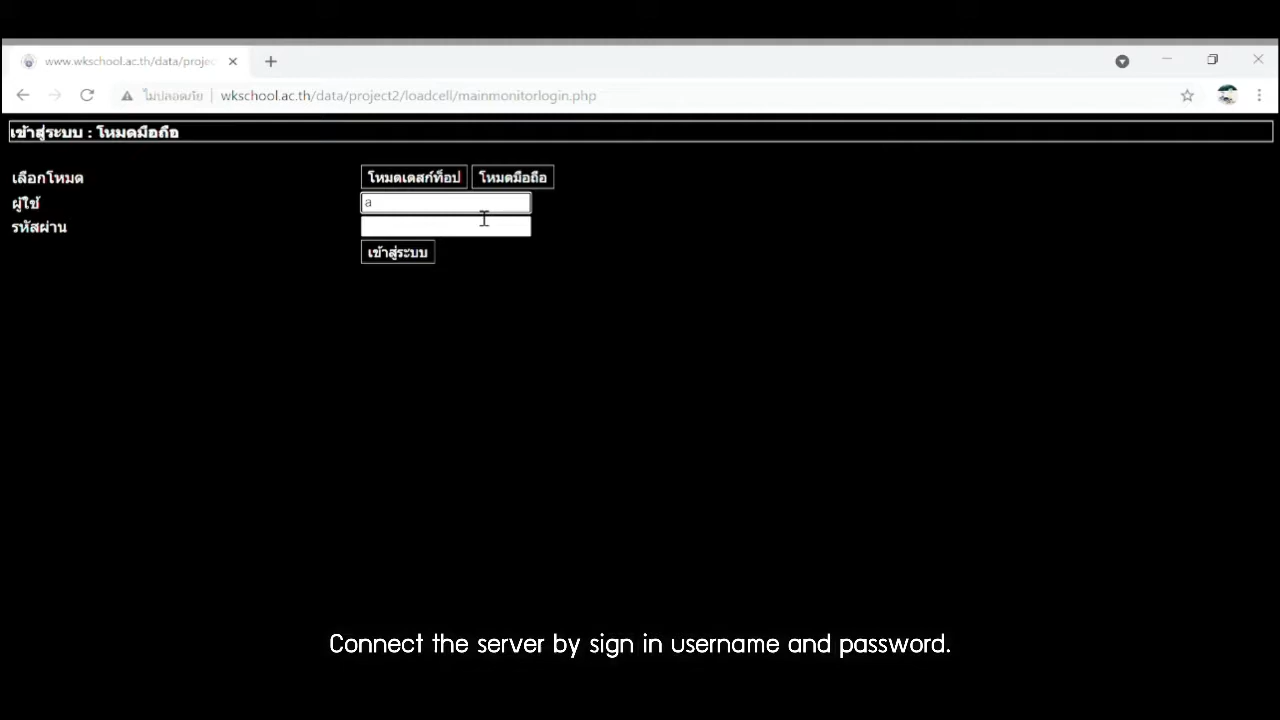 www.wkschool.ac.th/data/projec
ไม่ปลอดภัย | wkschool.ac.th/data/project2/loadcell/mainmonitorlogin.php
เข้าสู่ระบบ : โหมดมือถือ
เลือกโหมด โหมดเดสก์ท็อป โหมดมือถือ
ผู้ใช้ a
รหัสผ่าน
เข้าสู่ระบบ
Connect the server by sign in username and password.